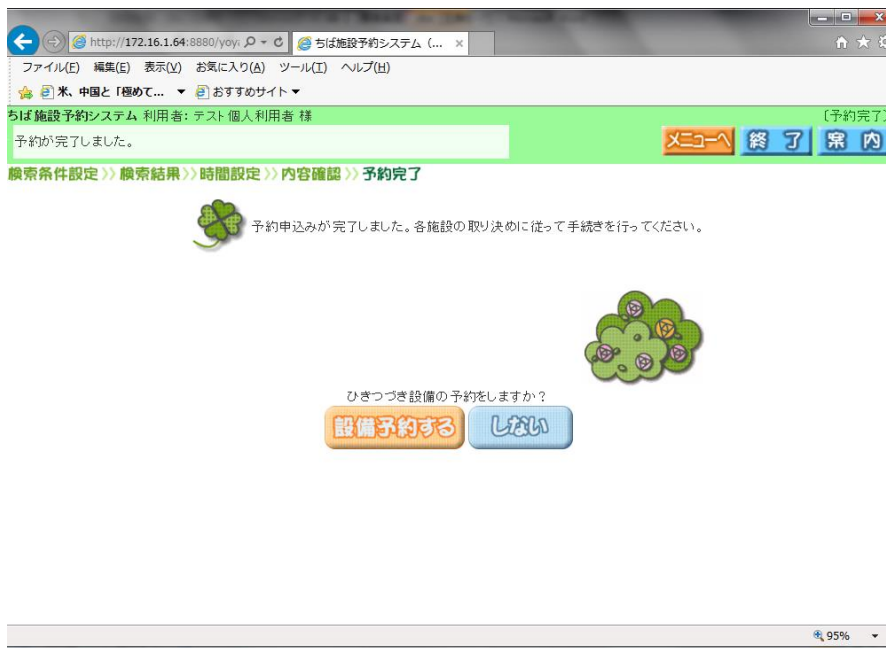 http://172.16.1.64:8880/yoy
ちば施設予約システム (... ×
ファイル(F) 編集(E) 表示(V) お気に入り(A) ツール(T) ヘルプ(H)
米、中国と「極めて... ▼ おすすめサイト ▼
ちば施設予約システム 利用者: テスト個人利用者 様 〔予約完了〕
予約が完了しました。 メニューへ 終 了 案 内
検索条件設定 》 検索結果 》 時間設定 》 内容確認 》 予約完了
予約申込みが完了しました。各施設の取り決めに従って手続きを行ってください。
ひきつづき設備の予約をしますか?
設備予約する しない
95% ▼